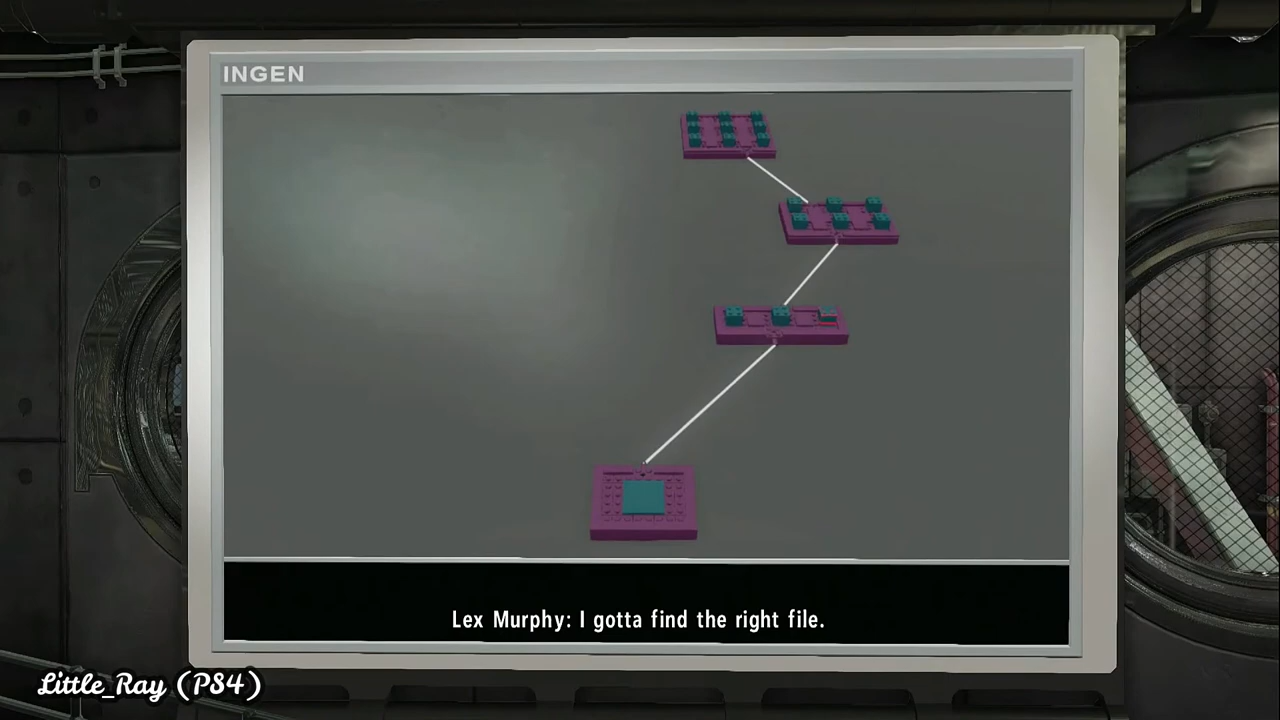 INGEN
Lex Murphy: I gotta find the right file.
Little_Ray (PS4)